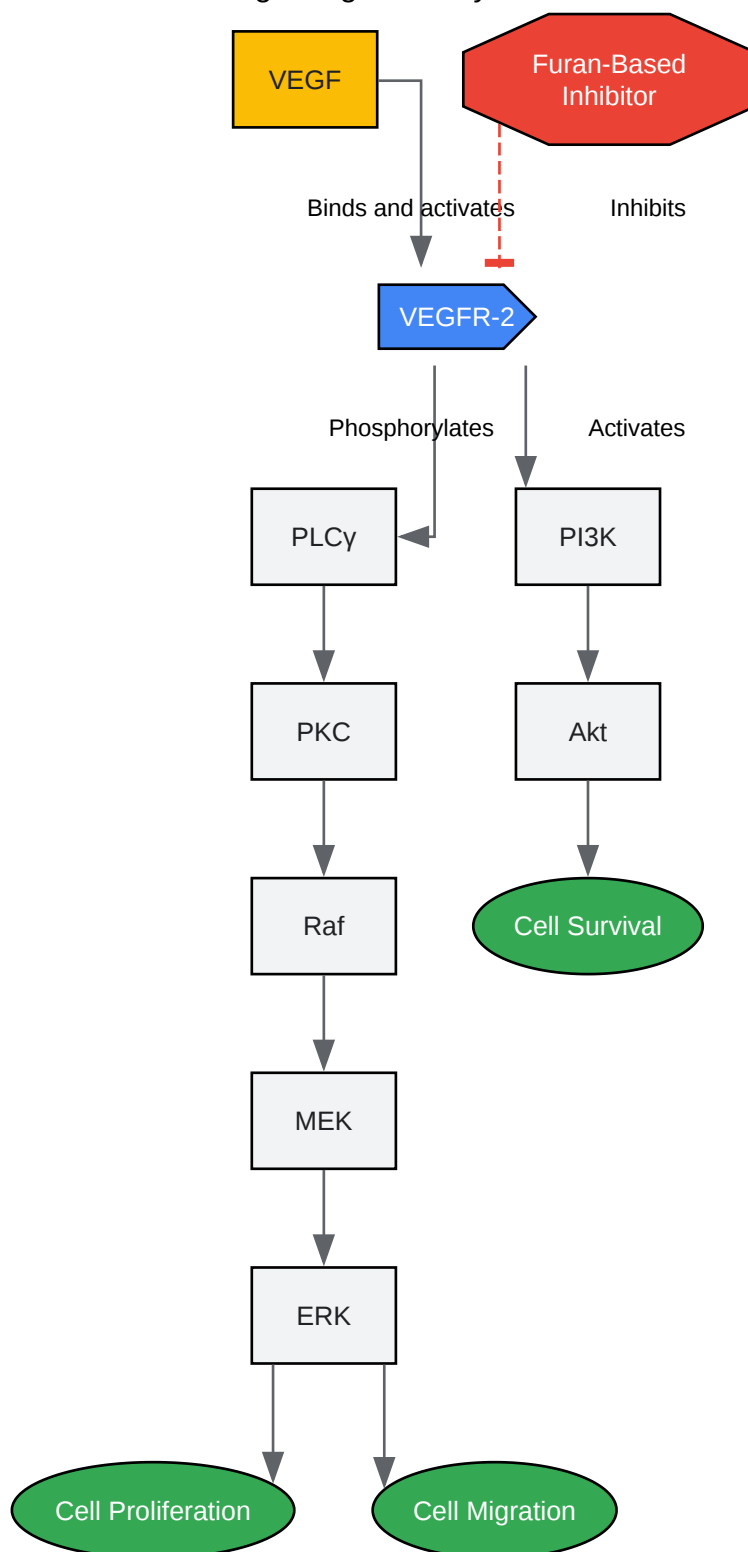 VEGF
Furan-Based
Inhibitor
Binds and activates
Inhibits
VEGFR-2
Phosphorylates
Activates
PLCγ
PI3K
PKC
Akt
Raf
Cell Survival
MEK
ERK
Cell Proliferation
Cell Migration